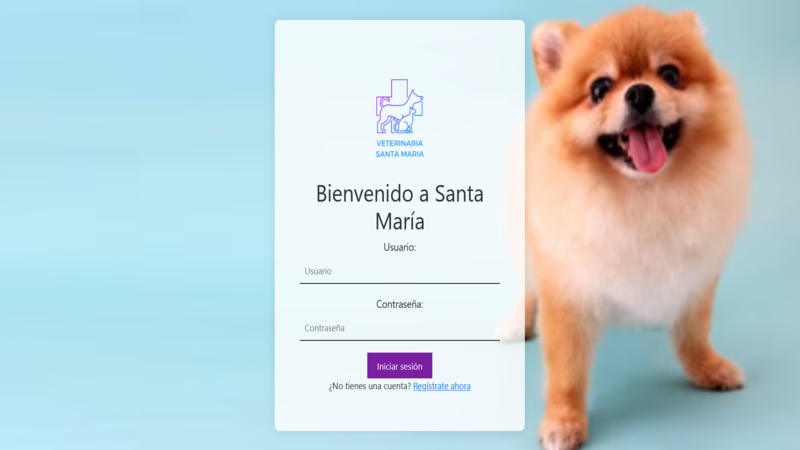 VETERINARIA
SANTA MARIA
Bienvenido a Santa
María
Usuario:
Usuario
Contraseña:
Contraseña
Iniciar sesión
¿No tienes una cuenta? Regístrate ahora